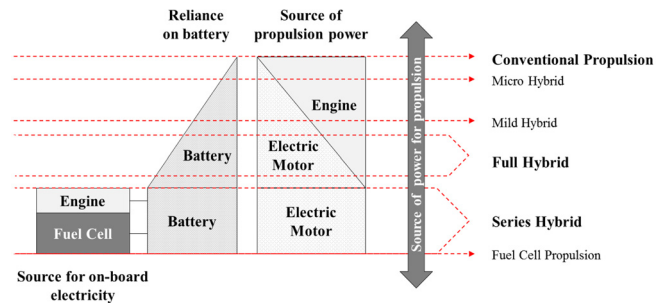 Reliance
on battery
Source of
propulsion power
Conventional Propulsion
Micro Hybrid
Engine
Mild Hybrid
Battery
Electric
Motor
Full Hybrid
Engine
Fuel Cell
Battery
Electric
Motor
Series Hybrid
Fuel Cell Propulsion
Source of power for propulsion
Source for on-board
electricity